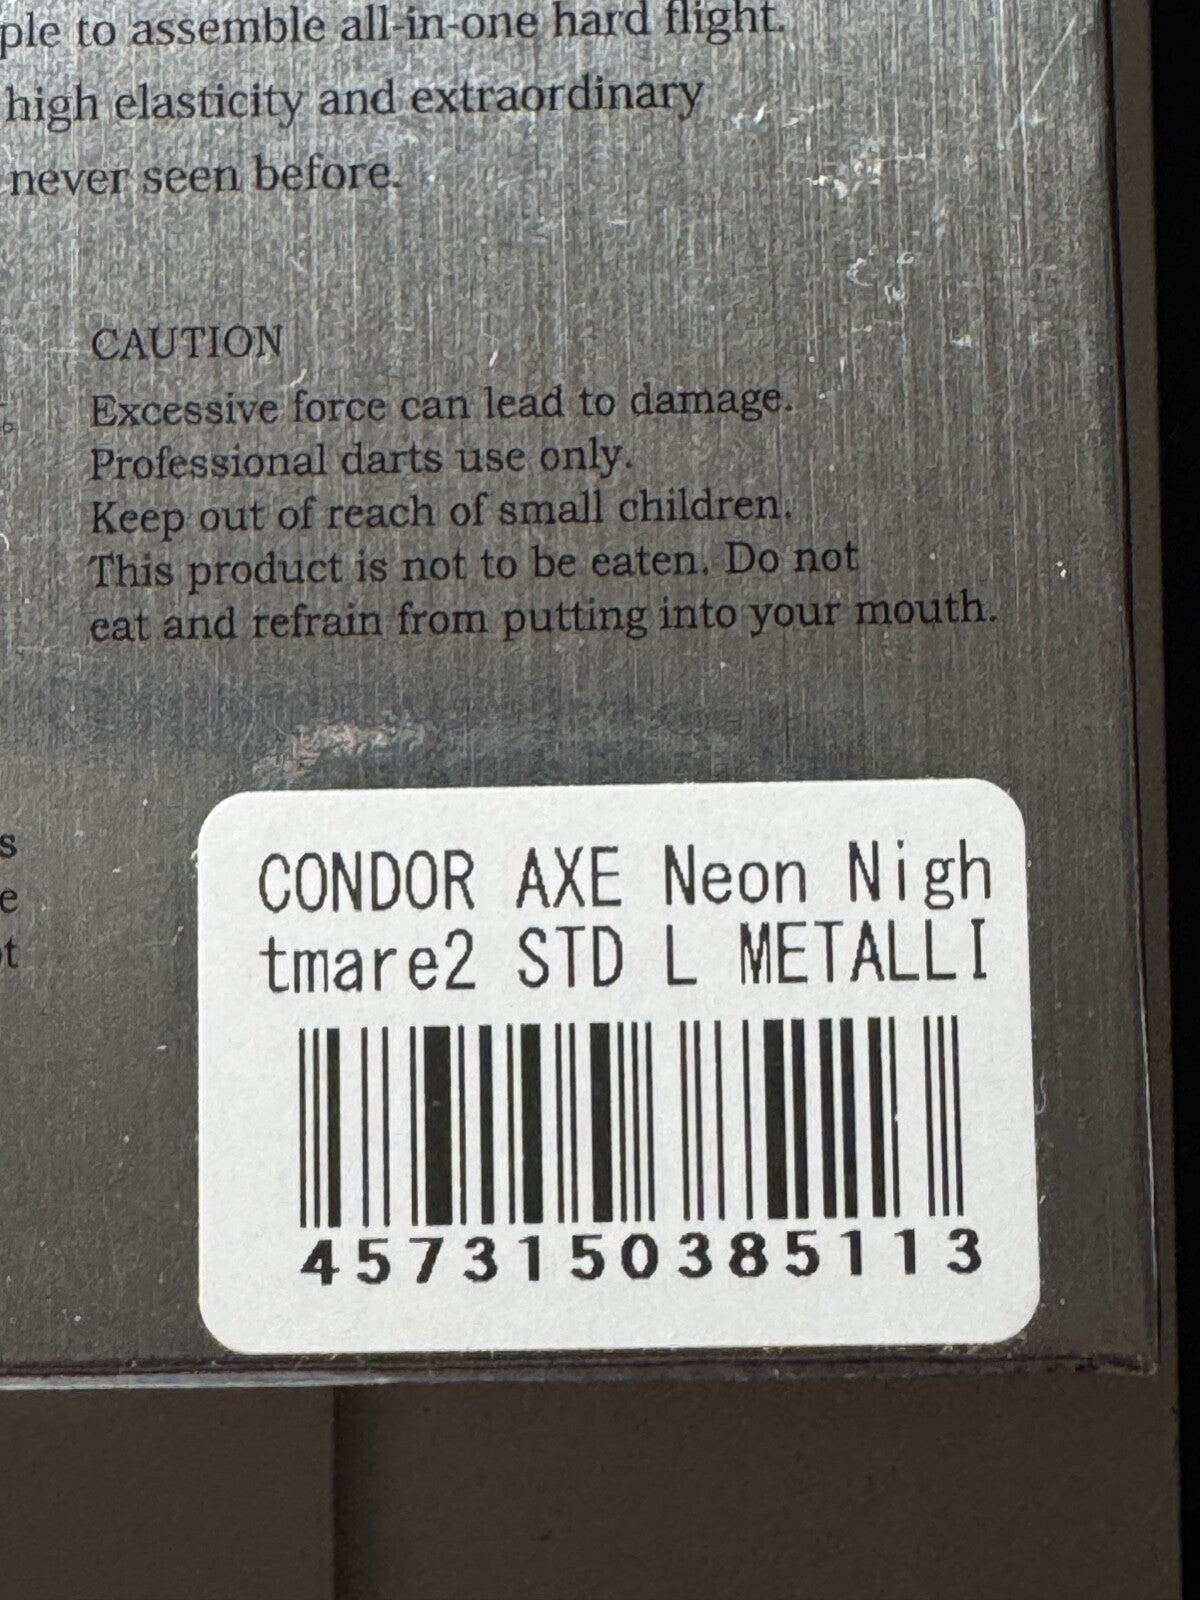 ple to assemble all-in-one hard flight.
high elasticity and extraordinary
never seen before.
CAUTION
Excessive force can lead to damage.
Professional darts use only.
Keep out of reach of small children.
This product is not to be eaten. Do not
eat and refrain from putting into your mouth.
s
e
ot
CONDOR AXE Neon Nigh
tmare2 STD L METALLI
4573150385113